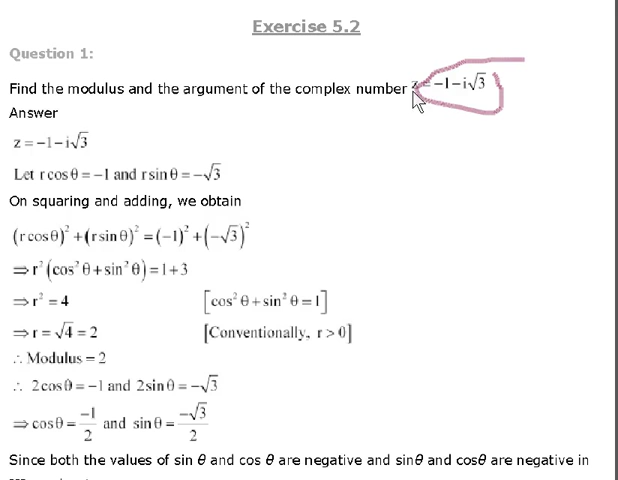 Exercise 5.2
Question 1:
Find the modulus and the argument of the complex number z = −1−i√3
Answer
z = −1−i√3
Let r cos θ = −1 and r sin θ = −√3
On squaring and adding, we obtain
(r cos θ)² + (r sin θ)² = (−1)² + (−√3)²
⇒ r² (cos² θ + sin² θ) = 1 + 3
⇒ r² = 4 [cos² θ + sin² θ = 1]
⇒ r = √4 = 2 [Conventionally, r > 0]
∴ Modulus = 2
∴ 2 cos θ = −1 and 2 sin θ = −√3
⇒ cos θ = −1/2 and sin θ = −√3/2
Since both the values of sin θ and cos θ are negative and sinθ and cosθ are negative in